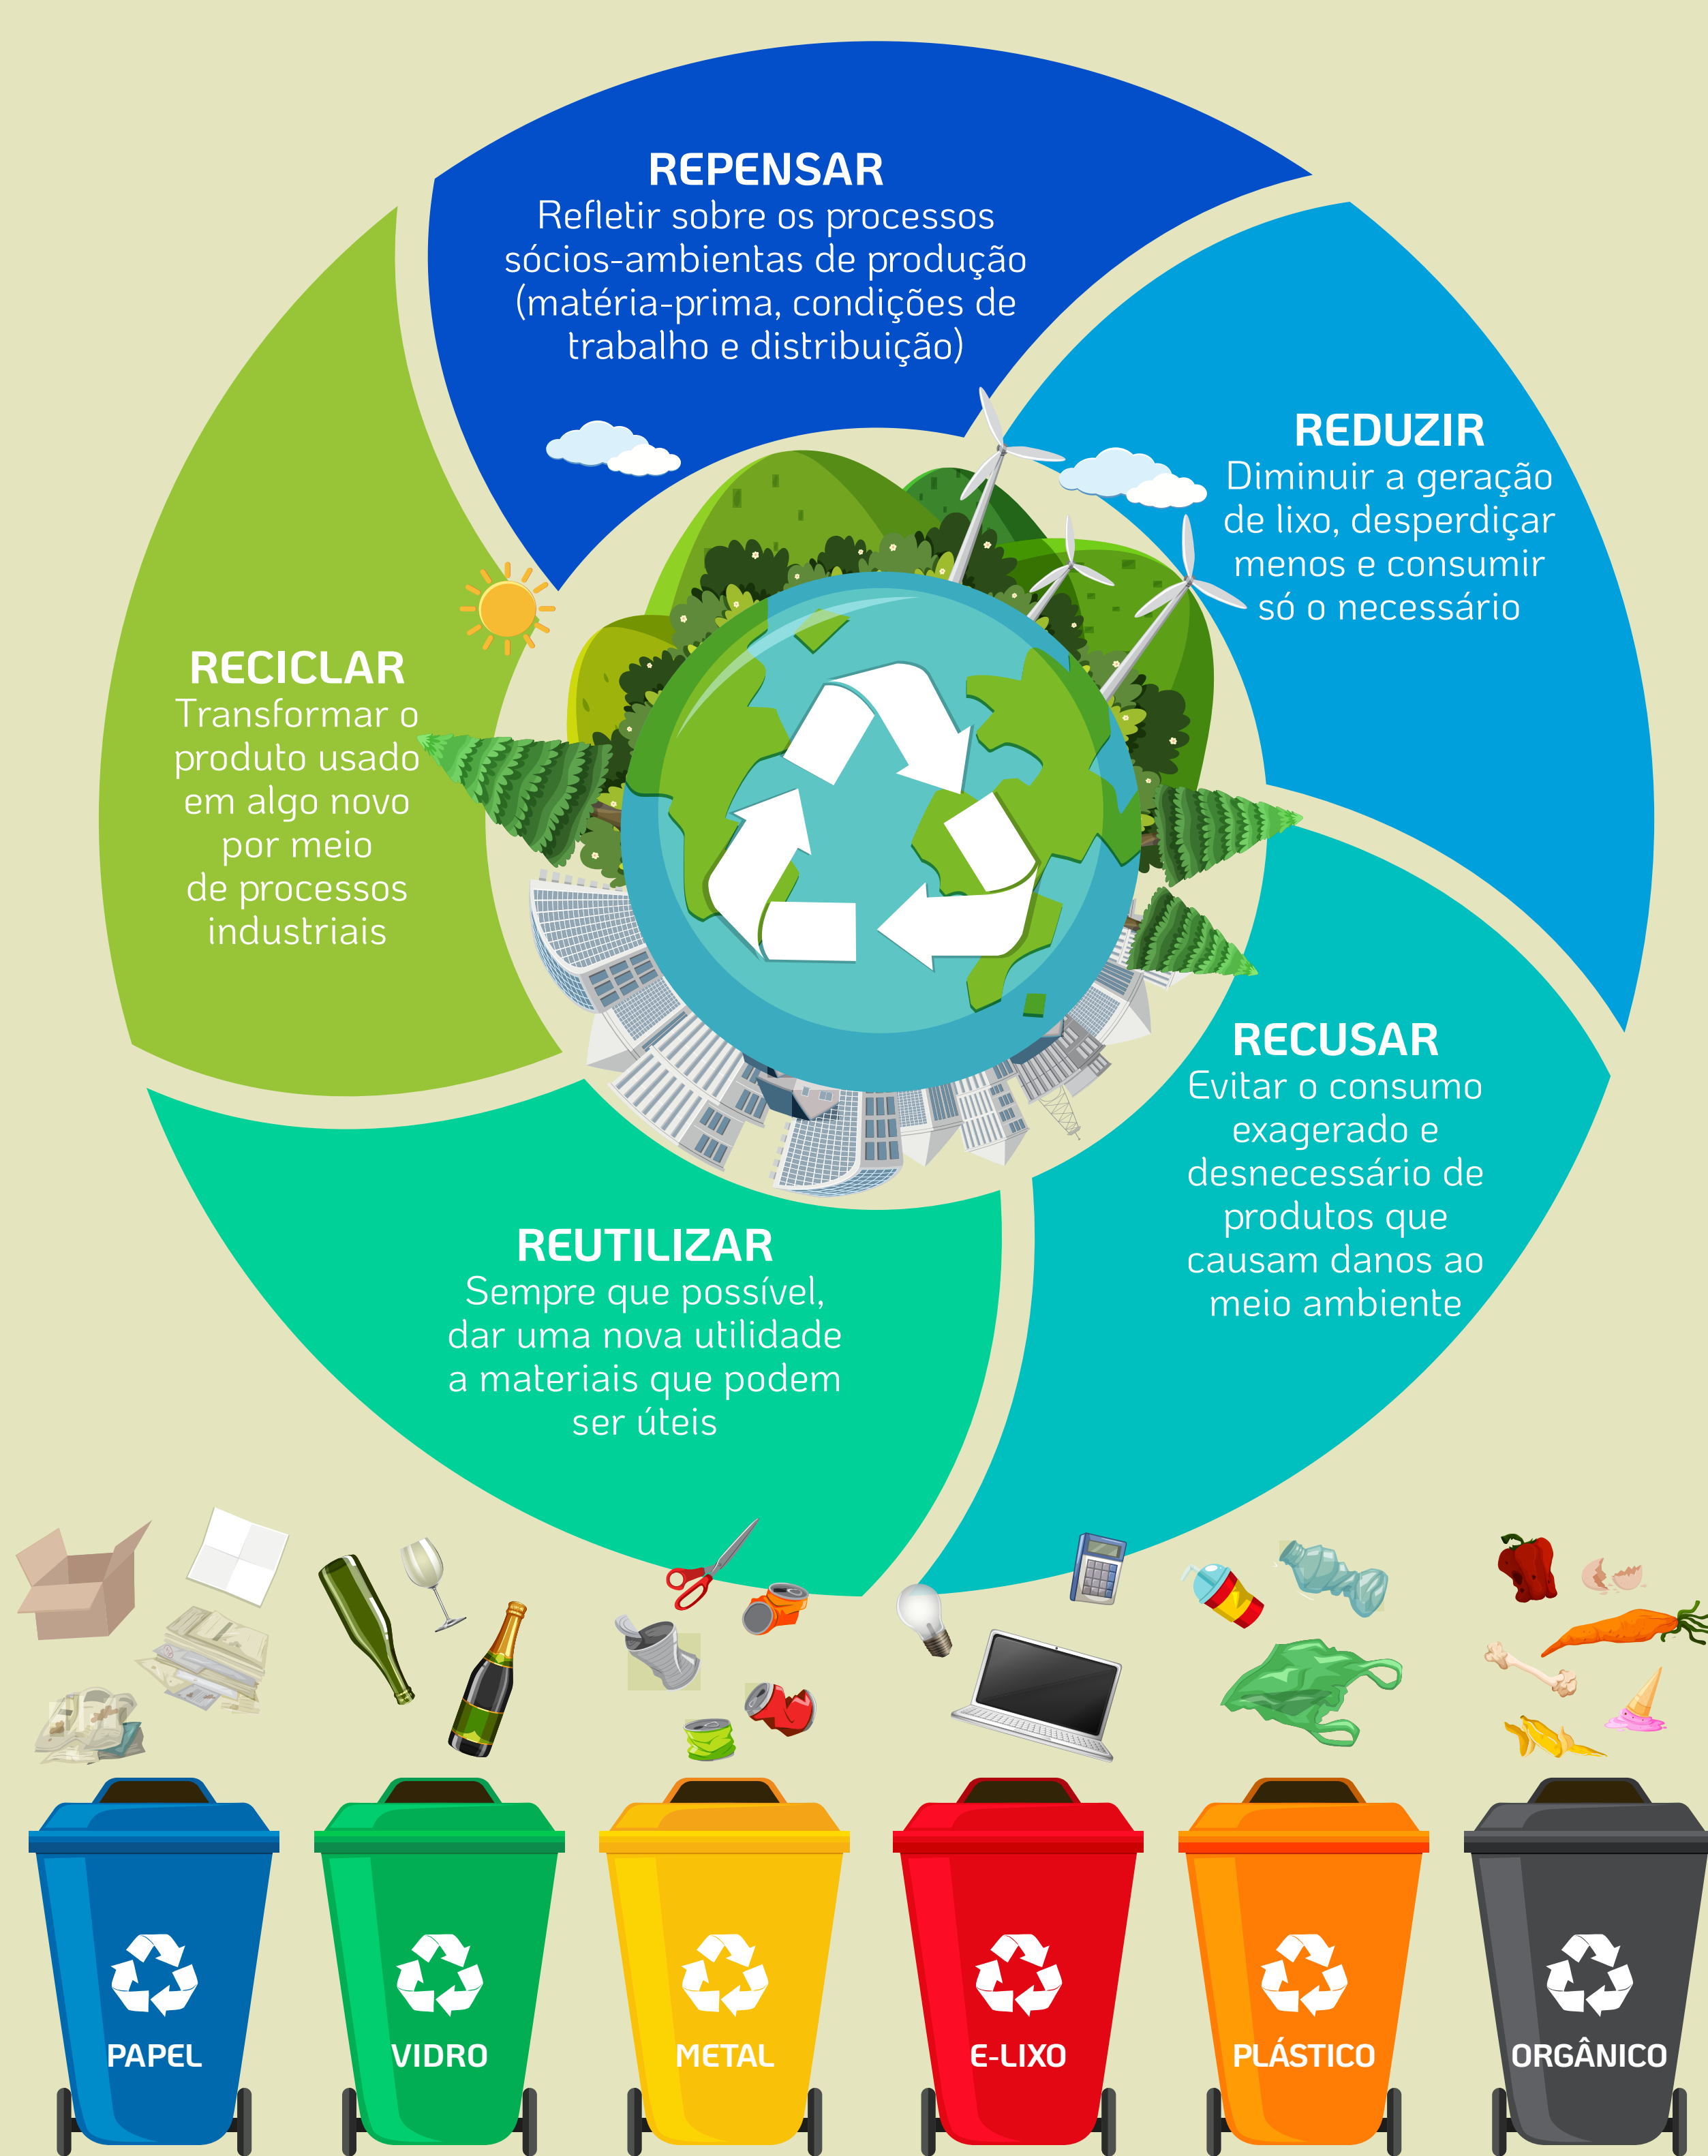 REPENSAR
Refletir sobre os processos
sócios-ambientas de produção
(matéria-prima, condições de
trabalho e distribuição)
REDUZIR
Diminuir a geração
de lixo, desperdiçar
menos e consumir
só o necessário
RECUSAR
Evitar o consumo
exagerado e
desnecessário de
produtos que
causam danos ao
meio ambiente
REUTILIZAR
Sempre que possível,
dar uma nova utilidade
a materiais que podem
ser úteis
RECICLAR
Transformar o
produto usado
em algo novo
por meio
de processos
industriais
PAPEL
VIDRO
METAL
E-LIXO
PLÁSTICO
ORGÂNICO